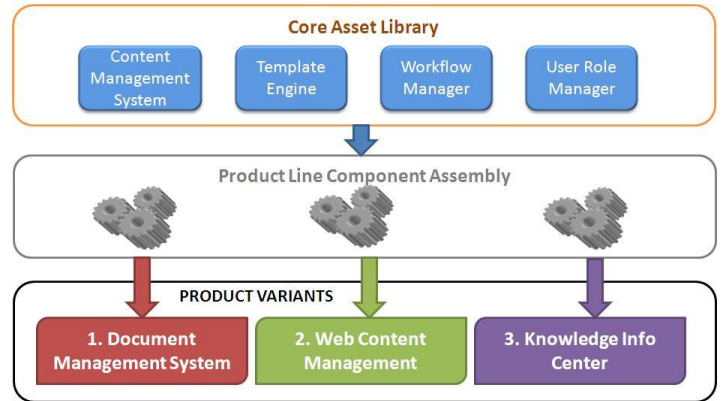 Core Asset Library
Content
Management
System
Template
Engine
Workflow
Manager
User Role
Manager
Product Line Component Assembly
PRODUCT VARIANTS
1. Document
Management System
2. Web Content
Management
3. Knowledge Info
Center